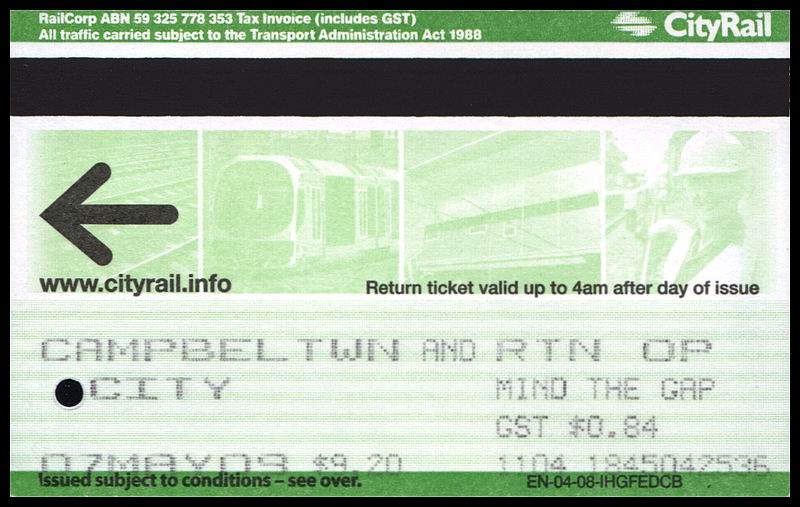 RailCorp ABN 59 325 778 353 Tax Invoice (includes GST)
All traffic carried subject to the Transport Administration Act 1988
CityRail
www.cityrail.info
Return ticket valid up to 4am after day of issue
CAMPBELTWN AND RTN OP
CITY MIND THE GAP
GST $0.84
07MAY09 $9.20 1104 1845042536
Issued subject to conditions – see over.
EN-04-08-IHGFEDCB